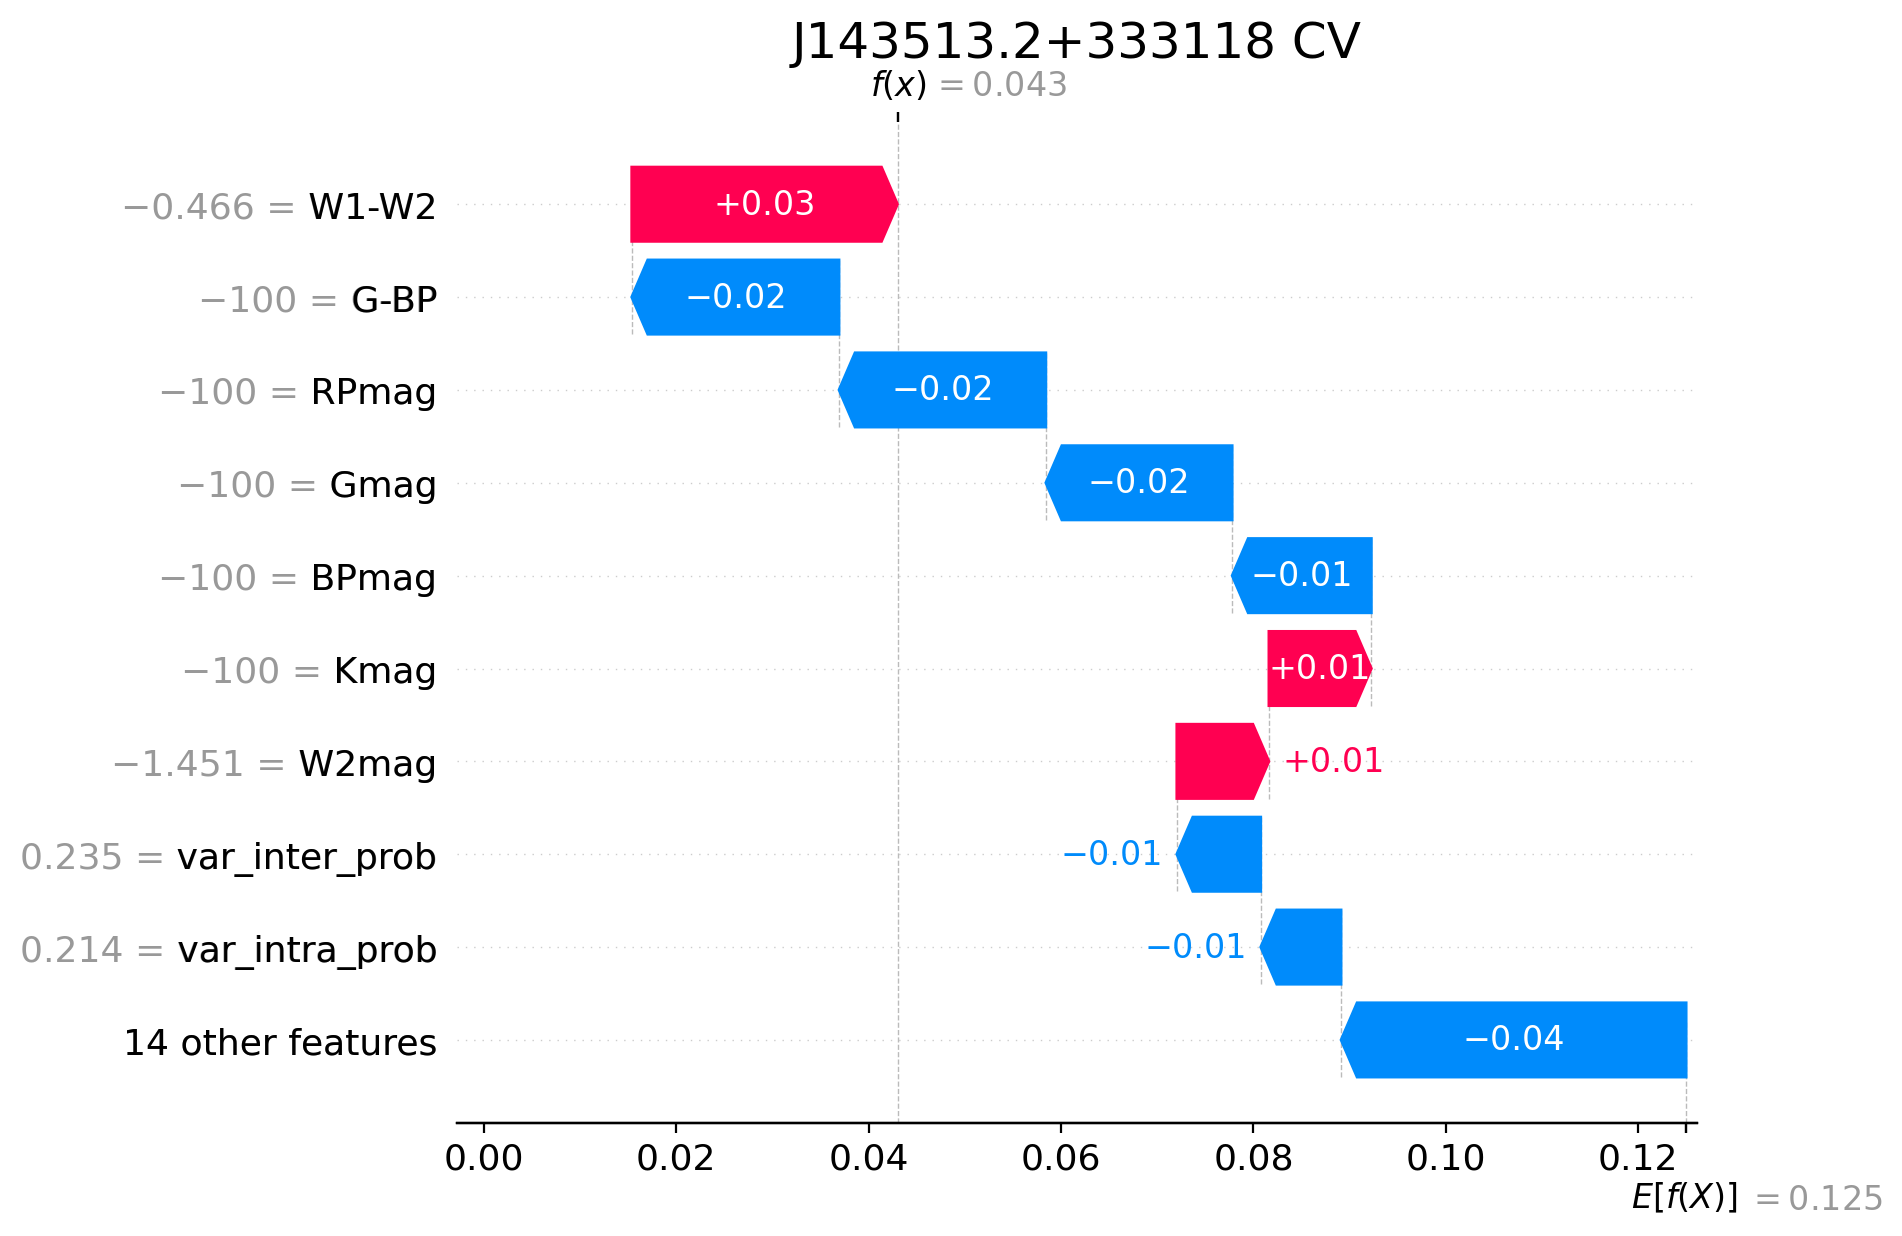 J143513.2+333118 CV
f(x) = 0.043
−0.466 = W1-W2
+0.03
−100 = G-BP
−0.02
−100 = RPmag
−0.02
−100 = Gmag
−0.02
−100 = BPmag
−0.01
−100 = Kmag
+0.01
−1.451 = W2mag
+0.01
0.235 = var_inter_prob
−0.01
0.214 = var_intra_prob
−0.01
14 other features
−0.04
0.00 0.02 0.04 0.06 0.08 0.10 0.12
E[f(X)] = 0.125